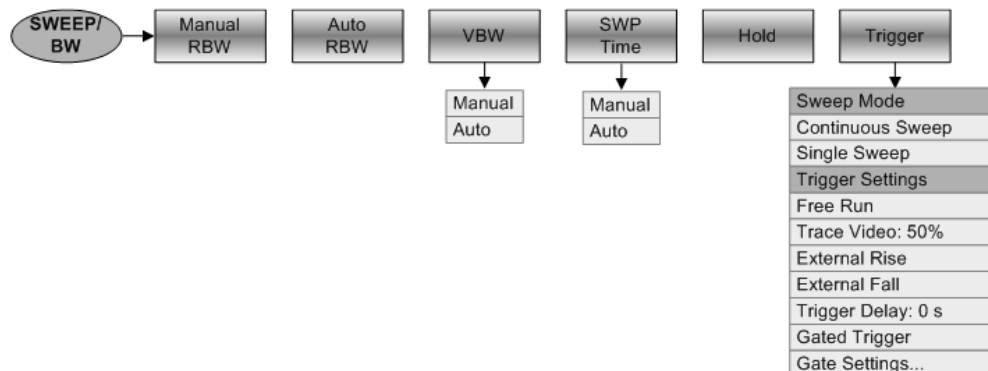 SWEEP/
BW
Manual
RBW
Auto
RBW
VBW
SWP
Time
Hold
Trigger
Manual
Auto
Manual
Auto
Sweep Mode
Continuous Sweep
Single Sweep
Trigger Settings
Free Run
Trace Video: 50%
External Rise
External Fall
Trigger Delay: 0 s
Gated Trigger
Gate Settings...